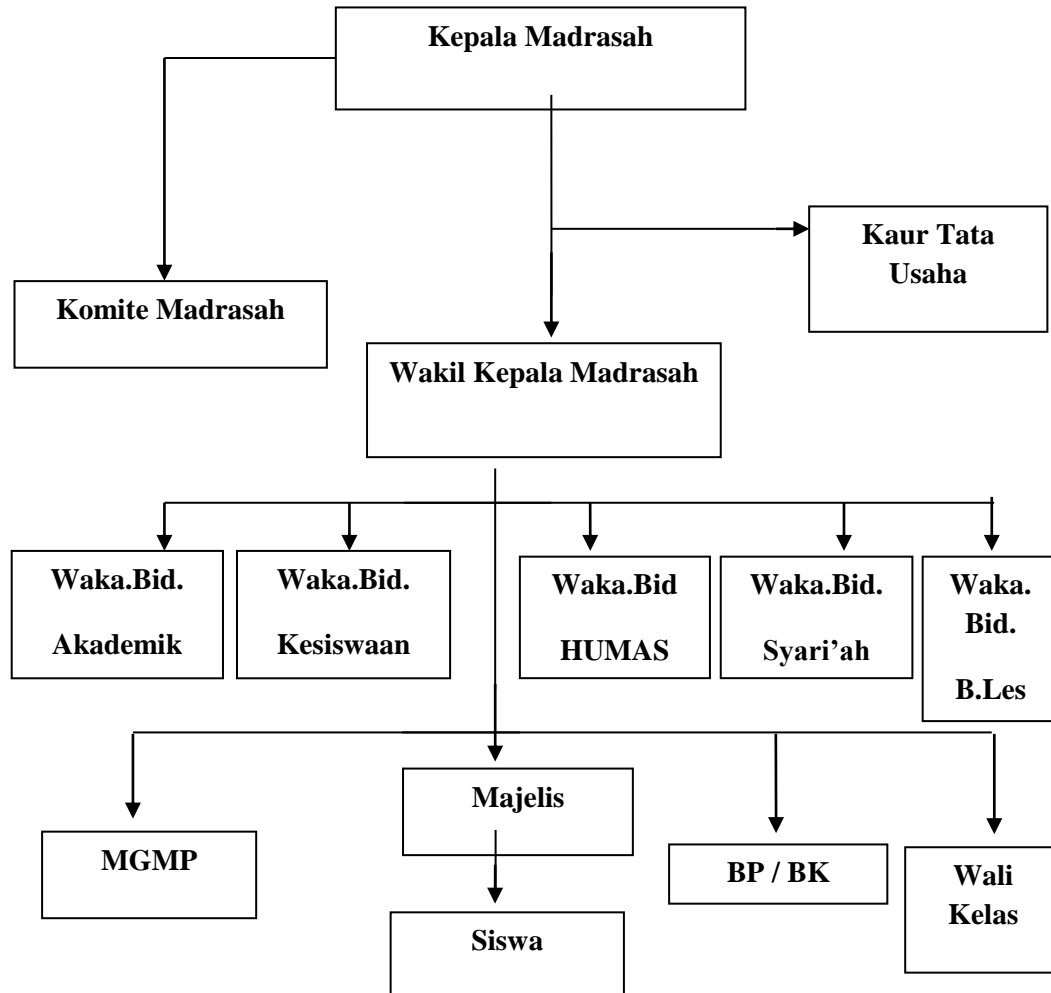 Kepala Madrasah
Kaur Tata
Usaha
Komite Madrasah
Wakil Kepala Madrasah
Waka.Bid.
Akademik
Waka.Bid.
Kesiswaan
Waka.Bid
HUMAS
Waka.Bid.
Syari’ah
Waka.
Bid.
B.Les
Majelis
MGMP
BP / BK
Wali
Kelas
Siswa